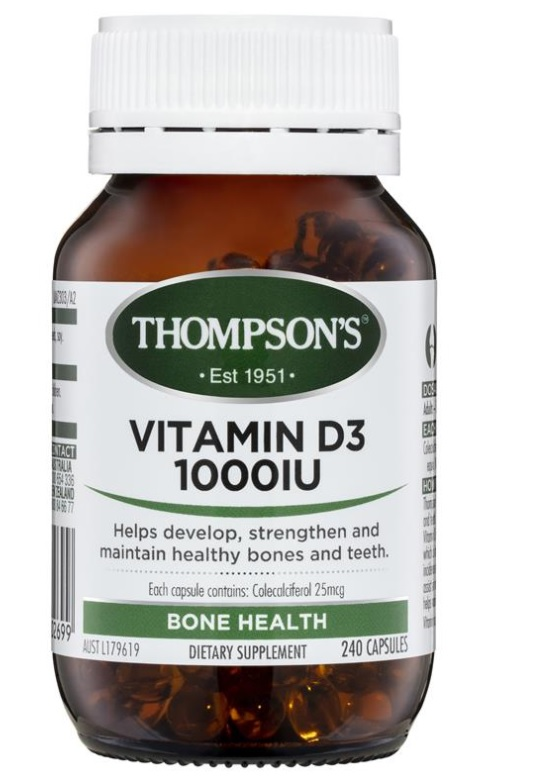 THOMPSON'S™
• Est 1951 •
VITAMIN D3
1000IU
Helps develop, strengthen and
maintain healthy bones and teeth.
Each capsule contains: Colecalciferol 25mcg
BONE HEALTH
AUST L179619
DIETARY SUPPLEMENT
240 CAPSULES